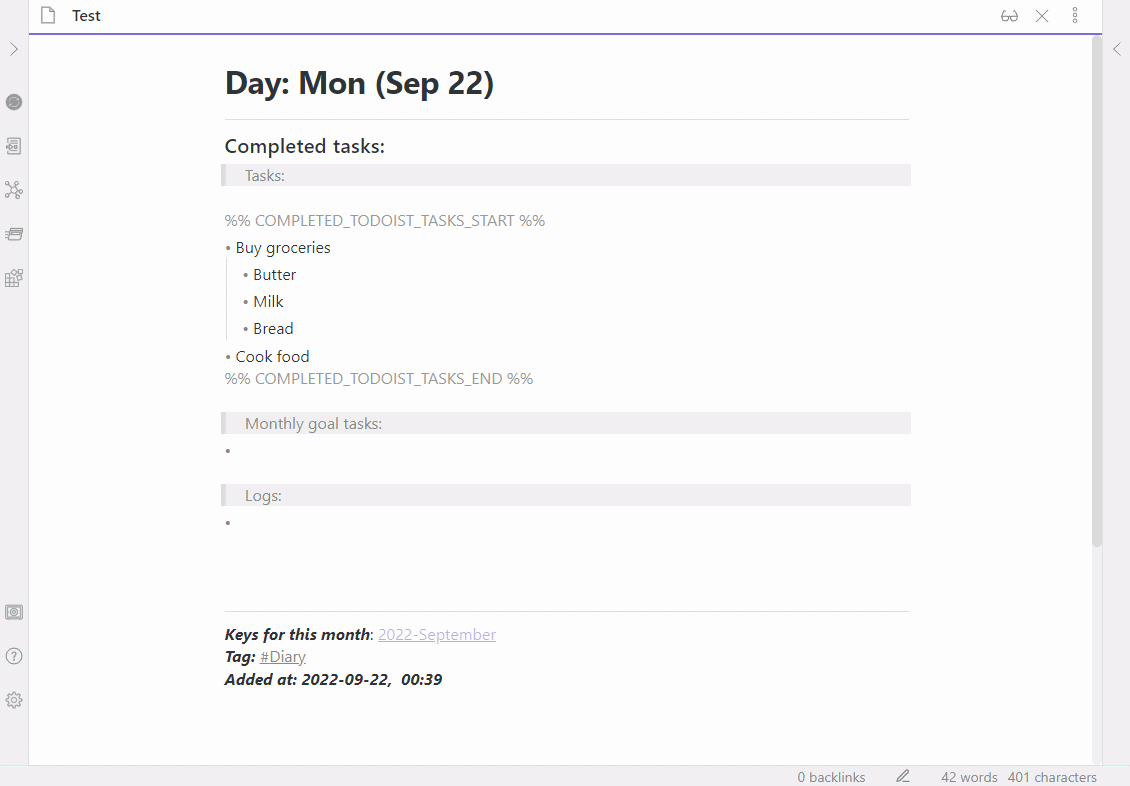 Test
Day: Mon (Sep 22)
Completed tasks:
Tasks:
%% COMPLETED_TODOIST_TASKS_START %%
• Buy groceries
• Butter
• Milk
• Bread
• Cook food
%% COMPLETED_TODOIST_TASKS_END %%
Monthly goal tasks:
•
Logs:
•
Keys for this month: 2022-September
Tag: #Diary
Added at: 2022-09-22,  00:39
0 backlinks 42 words 401 characters